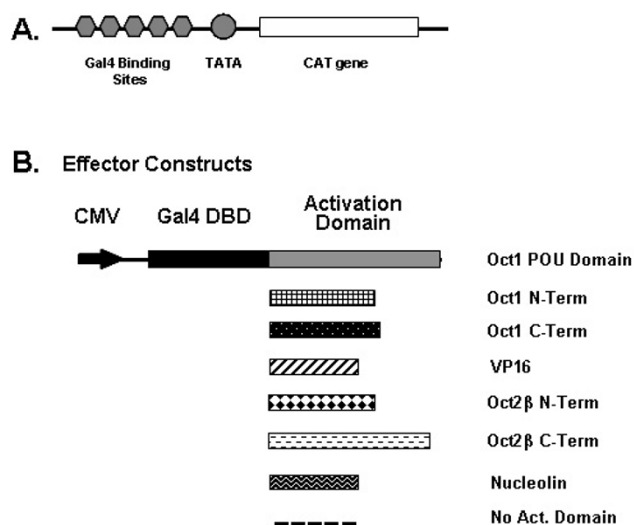 A.
Gal4 Binding Sites
TATA
CAT gene
B. Effector Constructs
CMV
Gal4 DBD
Activation Domain
Oct1 POU Domain
Oct1 N-Term
Oct1 C-Term
VP16
Oct2β N-Term
Oct2β C-Term
Nucleolin
No Act. Domain